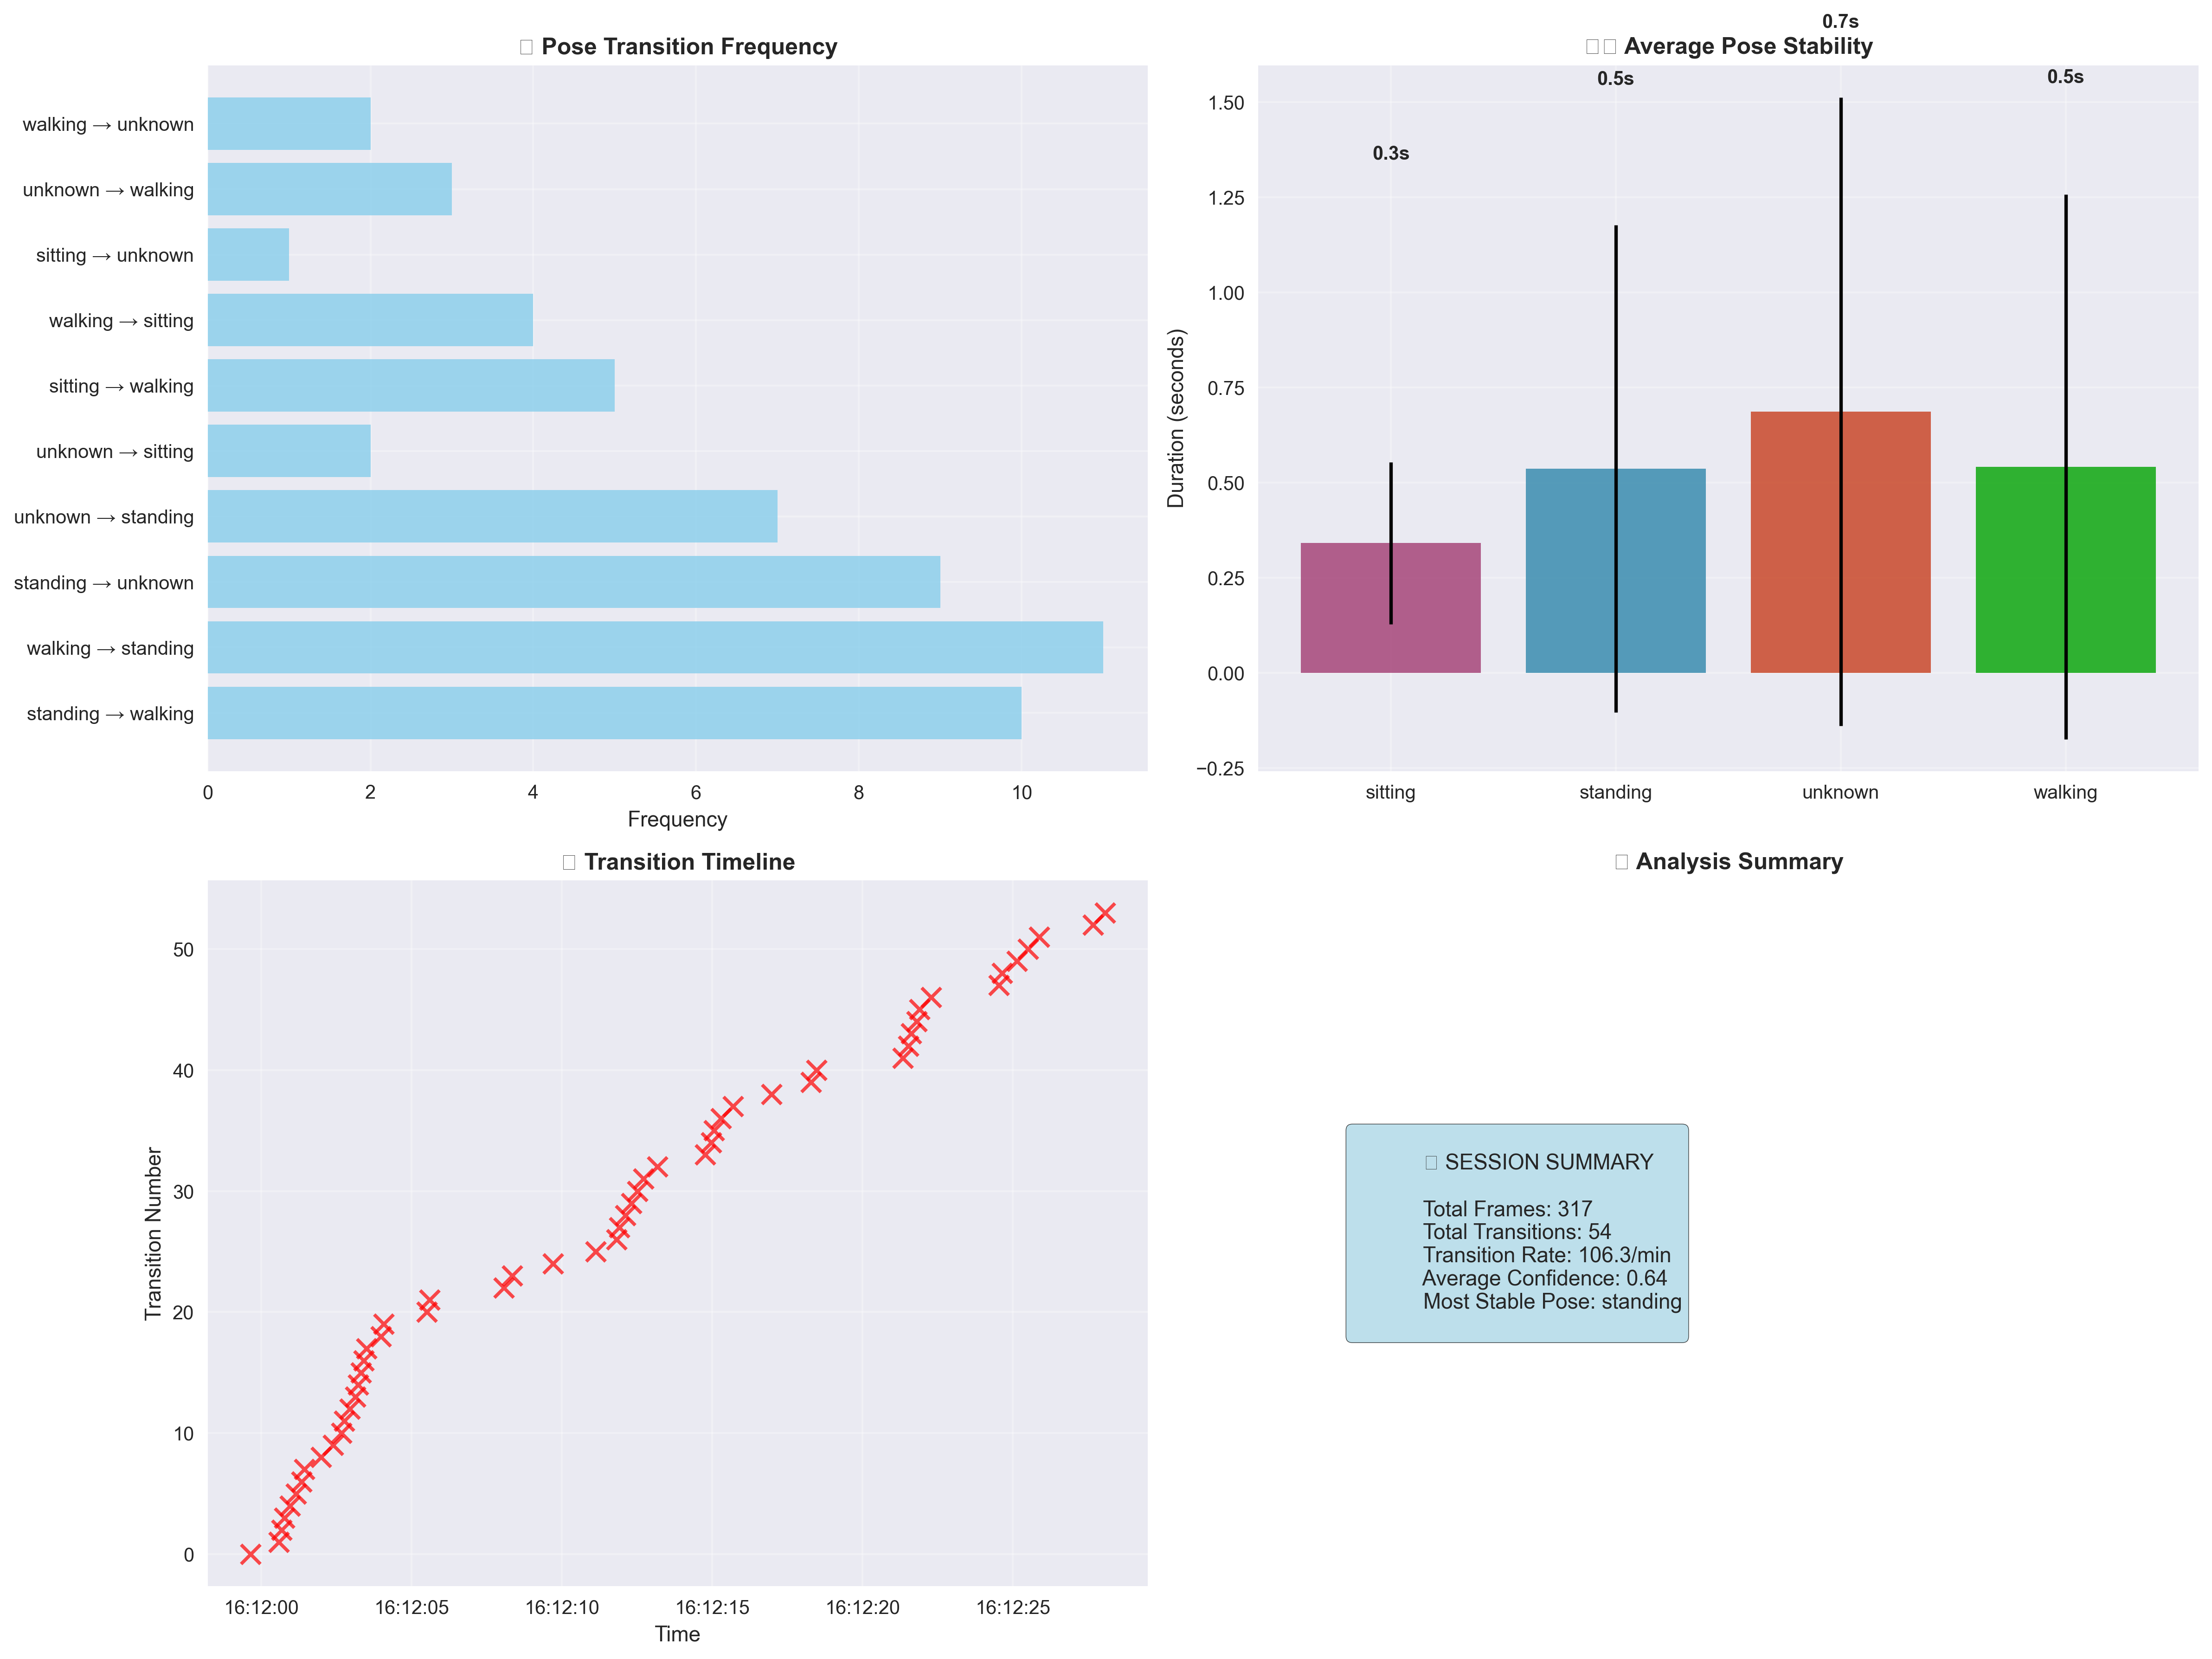 Pose Transition Frequency
walking → unknown
unknown → walking
sitting → unknown
walking → sitting
sitting → walking
unknown → sitting
unknown → standing
standing → unknown
walking → standing
standing → walking
0 2 4 6 8 10
Frequency
0.7s
Average Pose Stability
0.5s 0.5s
0.3s
1.50
1.25
1.00
0.75
0.50
0.25
0.00
−0.25
Duration (seconds)
sitting standing unknown walking
Transition Timeline
50
40
30
20
10
0
Transition Number
16:12:00 16:12:05 16:12:10 16:12:15 16:12:20 16:12:25
Time
Analysis Summary
SESSION SUMMARY
Total Frames: 317
Total Transitions: 54
Transition Rate: 106.3/min
Average Confidence: 0.64
Most Stable Pose: standing